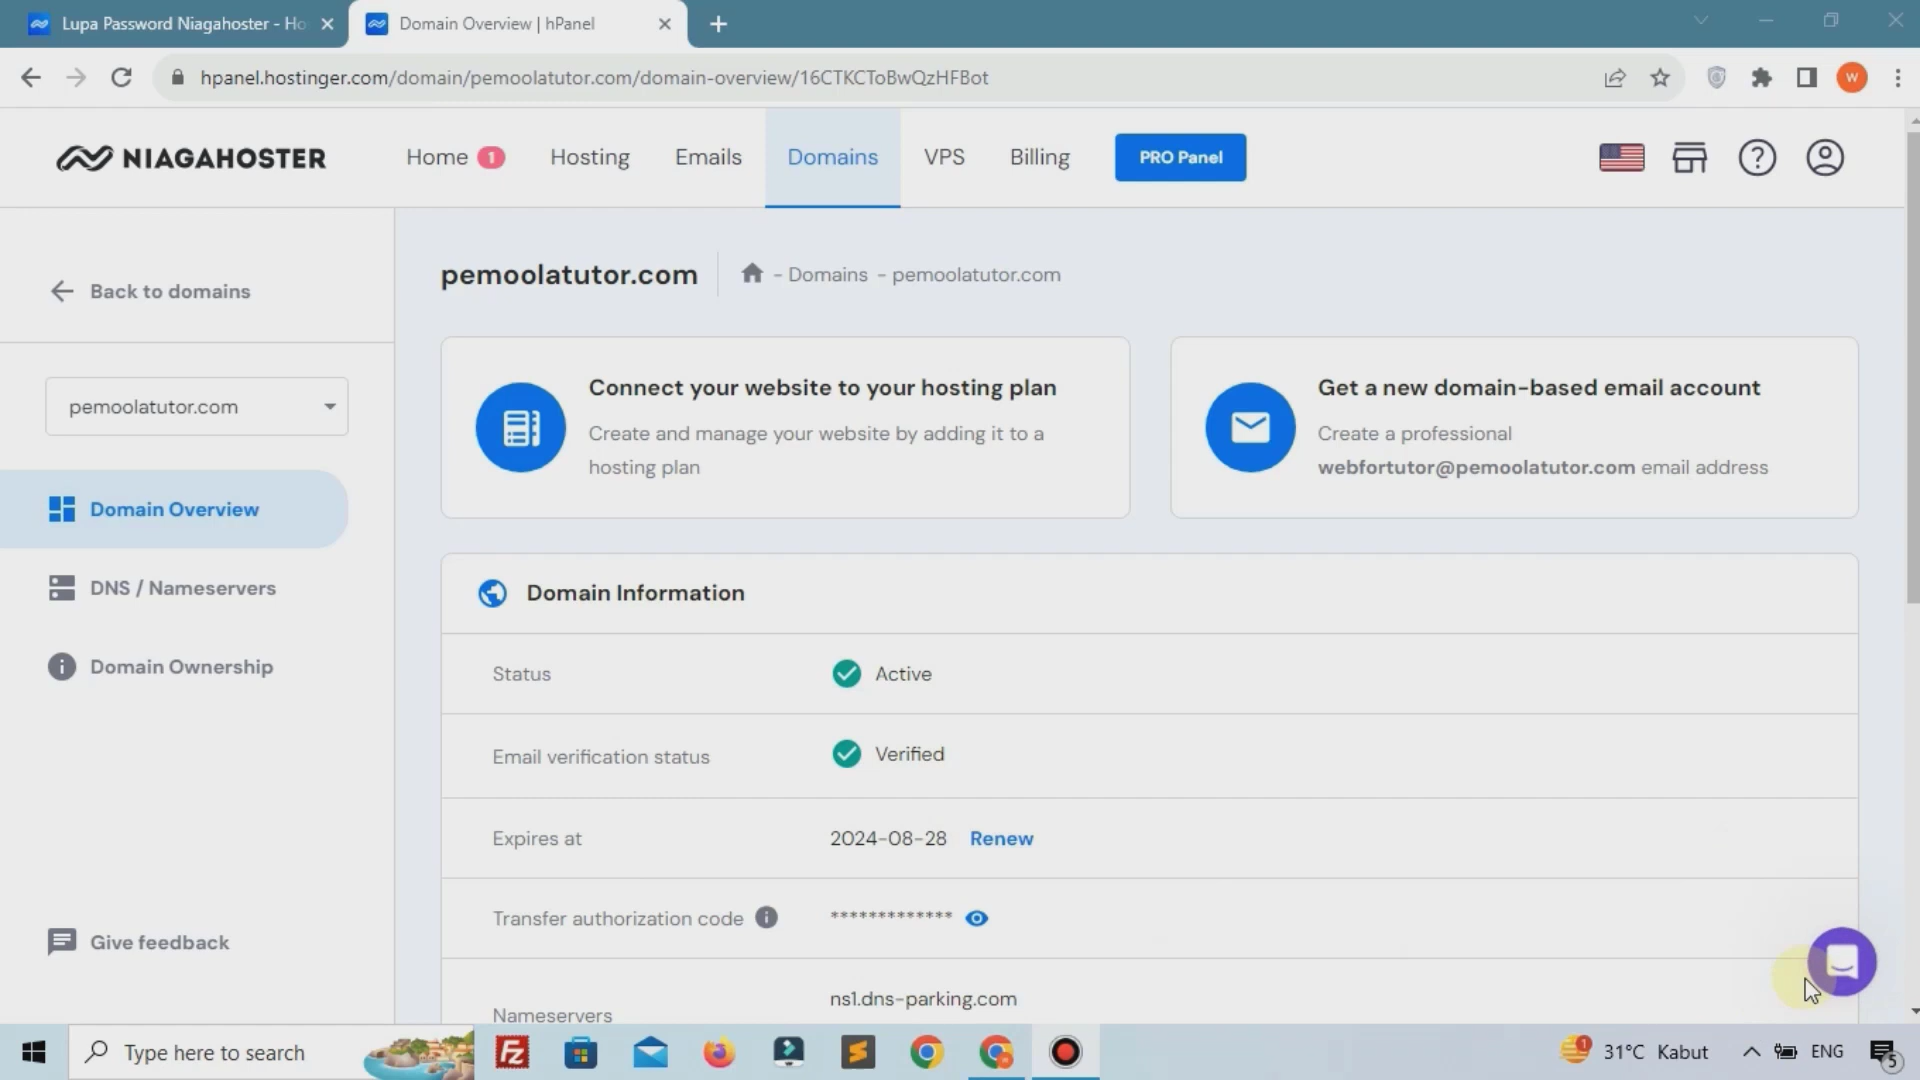 Lupa Password Niagahoster - Ho
Domain Overview | hPanel
hpanel.hostinger.com/domain/pemoolatutor.com/domain-overview/16CTKCToBwQzHFBot
W
NIAGAHOSTER
Home 1
Hosting
Emails
Domains
VPS
Billing
PRO Panel
Back to domains
pemoolatutor.com
Domain Overview
DNS / Nameservers
Domain Ownership
Give feedback
pemoolatutor.com
- Domains - pemoolatutor.com
Connect your website to your hosting plan
Create and manage your website by adding it to a
hosting plan
Get a new domain-based email account
Create a professional
webfortutor@pemoolatutor.com email address
Domain Information
Status
Active
Email verification status
Verified
Expires at
2024-08-28 Renew
Transfer authorization code
*************
Nameservers
ns1.dns-parking.com
Type here to search
Fz
1
31°C Kabut
ENG
5